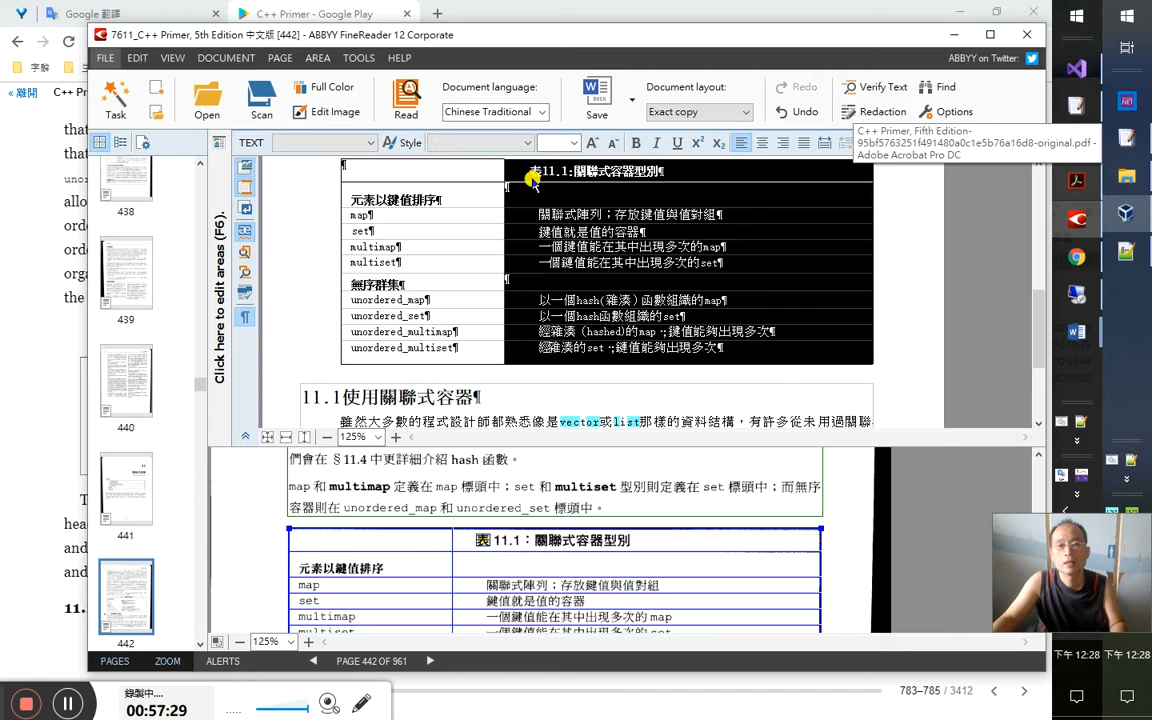 Google 翻譯
C++ Primer - Google Play
7611_C++ Primer, 5th Edition 中文版 [442] - ABBYY FineReader 12 Corporate
FILE EDIT VIEW DOCUMENT PAGE AREA TOOLS HELP
ABBYY on Twitter:
字齡
« 離開
Task
Open
Scan
Full Color
Edit Image
Read
Document language:
Chinese Traditional
Save
Document layout:
Exact copy
Redo
Undo
Verify Text
Redaction
Find
Options
C++ Primer, Fifth Edition-
95bf5763251f491480a0c1e5b76a16d8-original.pdf -
Adobe Acrobat Pro DC
TEXT
Style
Click here to edit areas (F6).
438
439
440
441
442
表11.1:關聯式容器型別¶
元素以鍵值排序¶
map¶ 關聯式陣列；存放鍵值與值對組¶
set¶ 鍵值就是值的容器¶
multimap¶ 一個鍵值能在其中出現多次的map¶
multiset¶ 一個鍵值能在其中出現多次的set¶
無序群集¶
unordered_map¶ 以一個hash(雜湊）函數組織的map¶
unordered_set¶ 以一個hash函數組織的set¶
unordered_multimap¶ 經雜湊（hashed)的map·;鍵值能夠出現多次¶
unordered_multiset¶ 經雜湊的set·;鍵值能夠出現多次¶
11.1使用關聯式容器¶
雖然大多數的程式設計師都熟悉像是vector或list那樣的資料結構，有許多從未用過關聯
125%
們會在 §11.4 中更詳細介紹 hash 函數。
map 和 multimap 定義在 map 標頭中；set 和 multiset 型別則定義在 set 標頭中；而無序
容器則在 unordered_map 和 unordered_set 標頭中。
表 11.1：關聯式容器型別
元素以鍵值排序
map 關聯式陣列；存放鍵值與值對組
set 鍵值就是值的容器
multimap 一個鍵值能在其中出現多次的 map
multiset 一個鍵值能在其中出現多次的 set
125%
PAGES ZOOM ALERTS PAGE 442 OF 961
錄製中....
00:57:29
783–785 / 3412
下午 12:28
下午 12:28